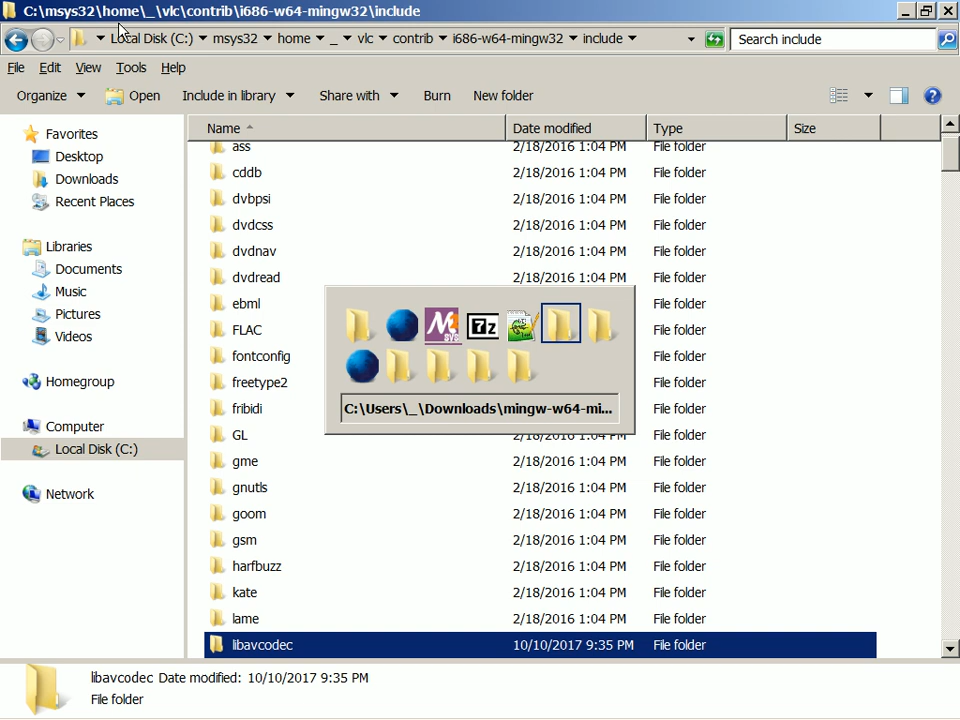 C:\msys32\home\_\vlc\contrib\i686-w64-mingw32\include
Local Disk (C:) msys32 home _ vlc contrib i686-w64-mingw32 include Search include
File Edit View Tools Help
Organize Open Include in library Share with Burn New folder
Name Date modified Type Size
Favorites
Desktop
Downloads
Recent Places
Libraries
Documents
Music
Pictures
Videos
Homegroup
Computer
Local Disk (C:)
Network
ass 2/18/2016 1:04 PM File folder
cddb 2/18/2016 1:04 PM File folder
dvbpsi 2/18/2016 1:04 PM File folder
dvdcss 2/18/2016 1:04 PM File folder
dvdnav 2/18/2016 1:04 PM File folder
dvdread 2/18/2016 1:04 PM File folder
ebml File folder
FLAC File folder
fontconfig File folder
freetype2 File folder
fribidi File folder
GL 2/18/2016 1:04 PM File folder
gme 2/18/2016 1:04 PM File folder
gnutls 2/18/2016 1:04 PM File folder
goom 2/18/2016 1:04 PM File folder
gsm 2/18/2016 1:04 PM File folder
harfbuzz 2/18/2016 1:04 PM File folder
kate 2/18/2016 1:04 PM File folder
lame 2/18/2016 1:04 PM File folder
libavcodec 10/10/2017 9:35 PM File folder
7z
C:\Users\_\Downloads\mingw-w64-mi...
libavcodec Date modified: 10/10/2017 9:35 PM
File folder